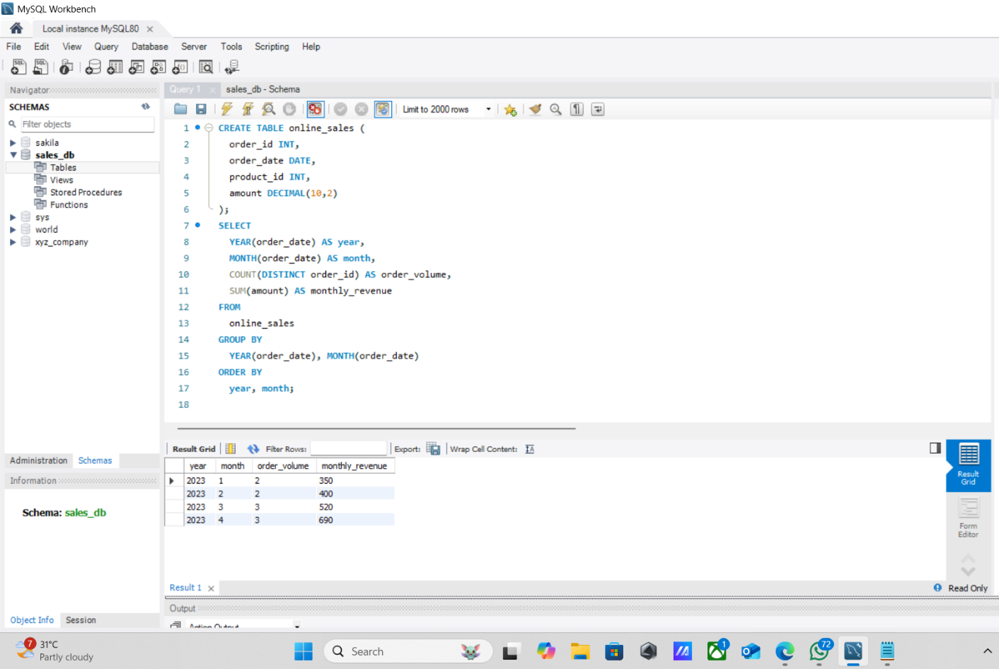 MySQL Workbench
Local instance MySQL80
File Edit View Query Database Server Tools Scripting Help
Navigator
SCHEMAS
Filter objects
sakila
sales_db
Tables
Views
Stored Procedures
Functions
sys
world
xyz_company
Administration Schemas
Information
Schema: sales_db
Object Info Session
Query 1 sales_db - Schema
Limit to 2000 rows
1 CREATE TABLE online_sales (
2 order_id INT,
3 order_date DATE,
4 product_id INT,
5 amount DECIMAL(10,2)
6 );
7 SELECT
8 YEAR(order_date) AS year,
9 MONTH(order_date) AS month,
10 COUNT(DISTINCT order_id) AS order_volume,
11 SUM(amount) AS monthly_revenue
12 FROM
13 online_sales
14 GROUP BY
15 YEAR(order_date), MONTH(order_date)
16 ORDER BY
17 year, month;
18
Result Grid Filter Rows: Export: Wrap Cell Content:
year month order_volume monthly_revenue
2023 1 2 350
2023 2 2 400
2023 3 3 520
2023 4 3 690
Result
Grid
Form
Editor
Result 1
Read Only
Output
Action Output
7
31°C
Partly cloudy
Search
1
72